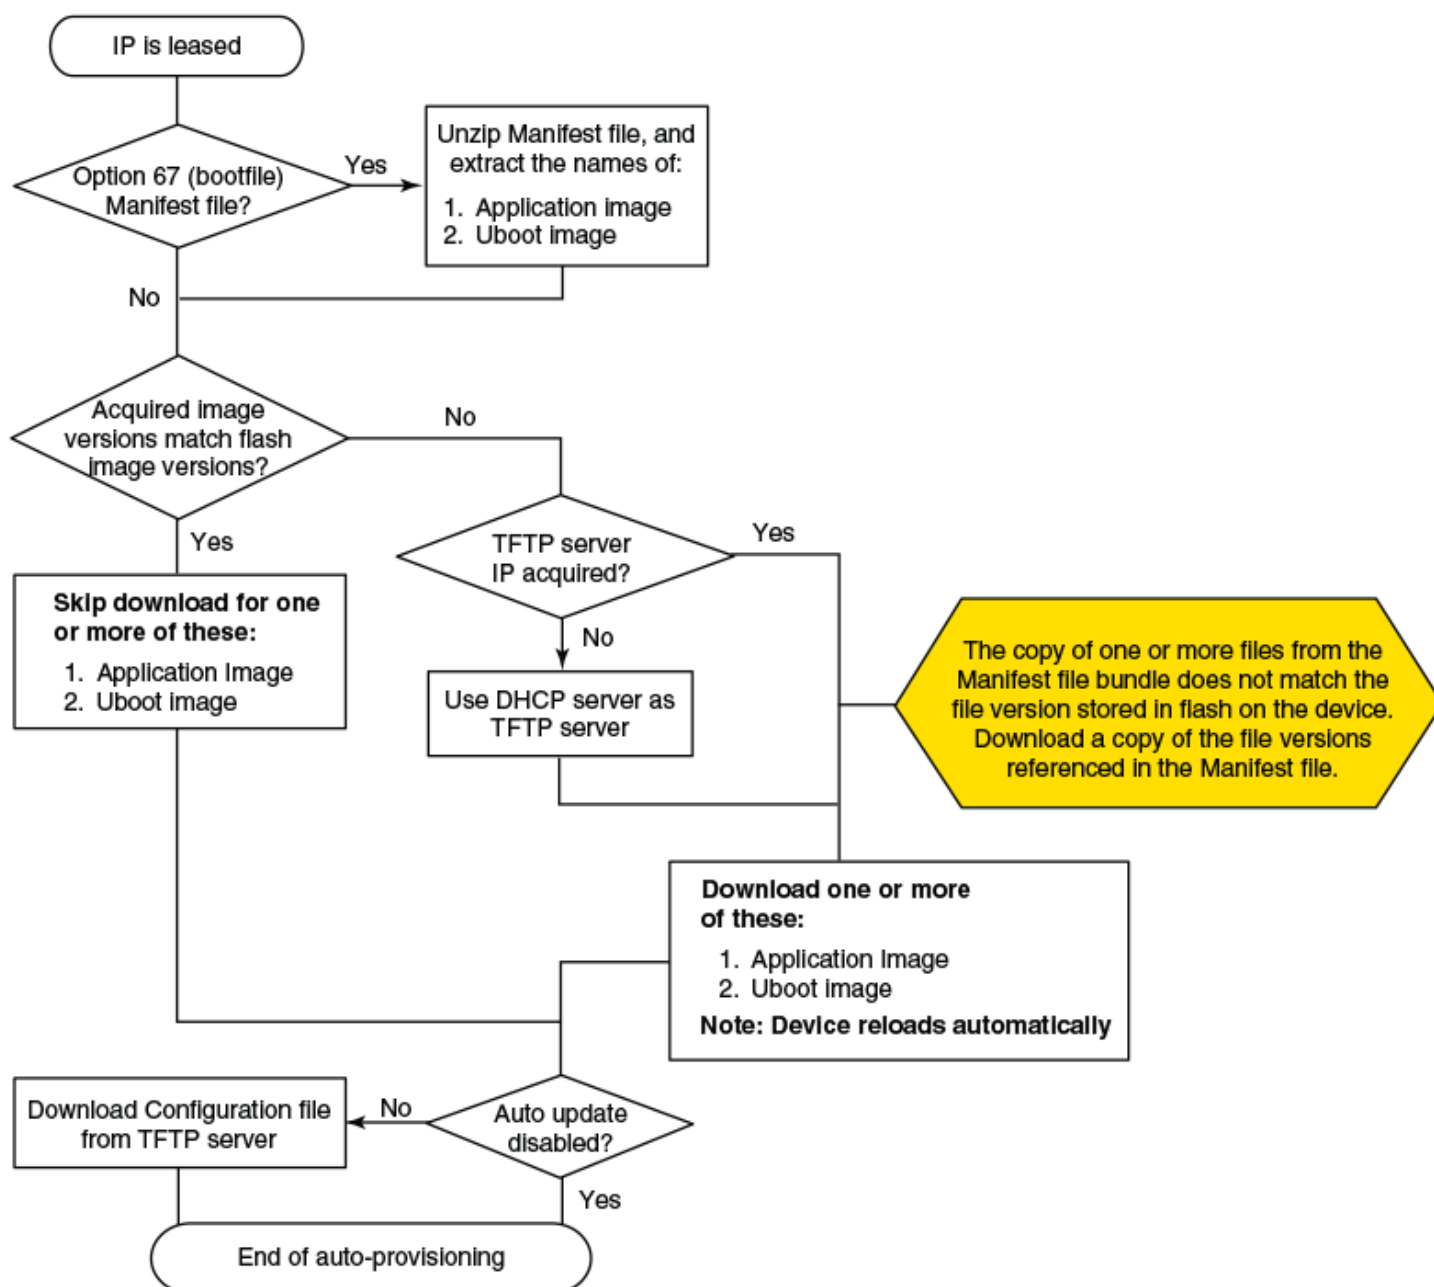 IP is leased
Option 67 (bootfile)
Manifest file?
Yes
Unzip Manifest file, and
extract the names of:
1. Application image
2. Uboot image
No
Acquired image
versions match flash
image versions?
No
Yes
TFTP server
IP acquired?
Yes
No
Skip download for one
or more of these:
1. Application Image
2. Uboot image
Use DHCP server as
TFTP server
The copy of one or more files from the
Manifest file bundle does not match the
file version stored in flash on the device.
Download a copy of the file versions
referenced in the Manifest file.
Download one or more
of these:
1. Application Image
2. Uboot image
Note: Device reloads automatically
Auto update
disabled?
No
Download Configuration file
from TFTP server
Yes
End of auto-provisioning